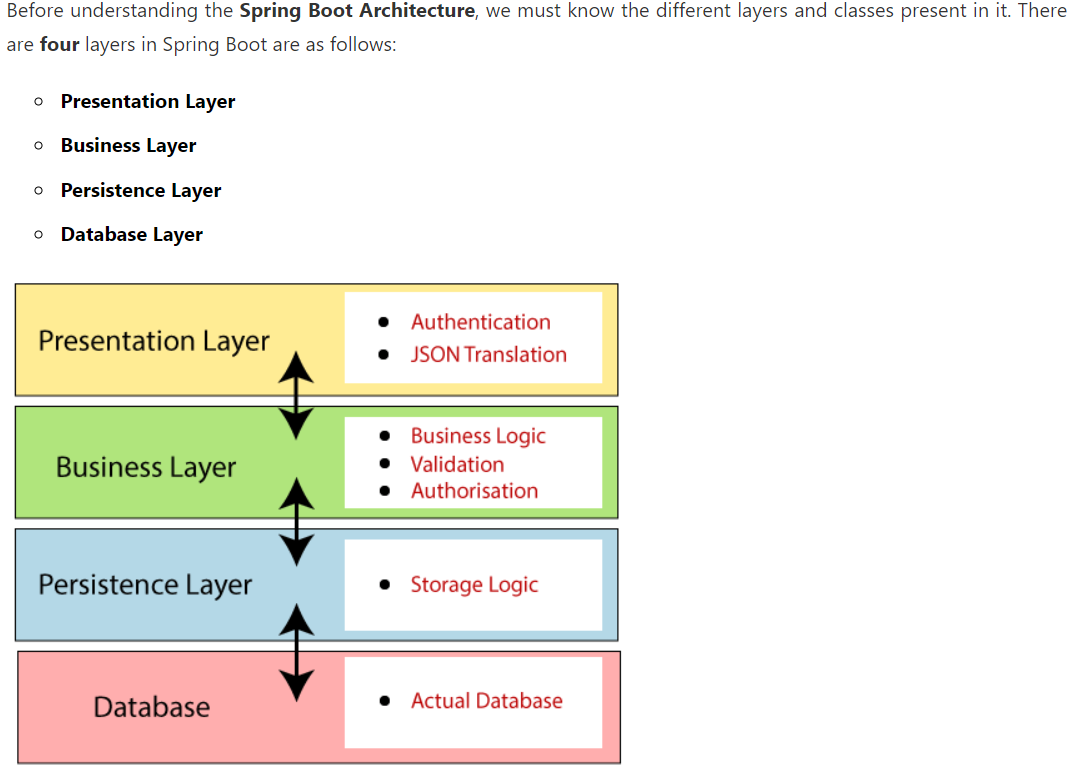 Before understanding the Spring Boot Architecture, we must know the different layers and classes present in it. There
are four layers in Spring Boot are as follows:
Presentation Layer
Business Layer
Persistence Layer
Database Layer
Presentation Layer
Authentication
JSON Translation
Business Layer
Business Logic
Validation
Authorisation
Persistence Layer
Storage Logic
Database
Actual Database